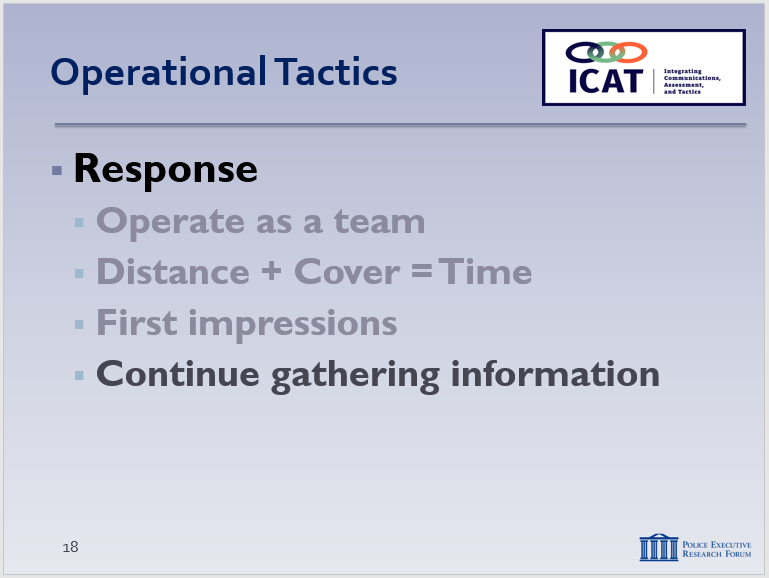 Operational Tactics
ICAT
Integrating
Communications,
Assessment,
and Tactics
Response
Operate as a team
Distance + Cover = Time
First impressions
Continue gathering information
18
Police Executive
Research Forum